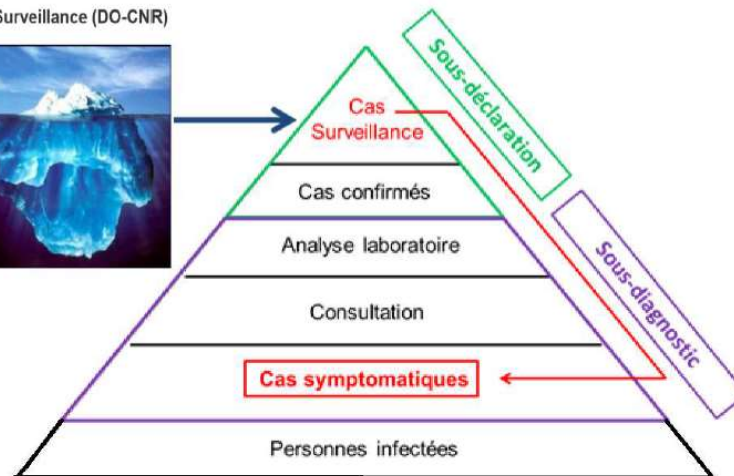 Surveillance (DO-CNR)
Sous-déclaration
Cas
Surveillance
Cas confirmés
Sous-diagnostic
Analyse laboratoire
Consultation
Cas symptomatiques
Personnes infectées